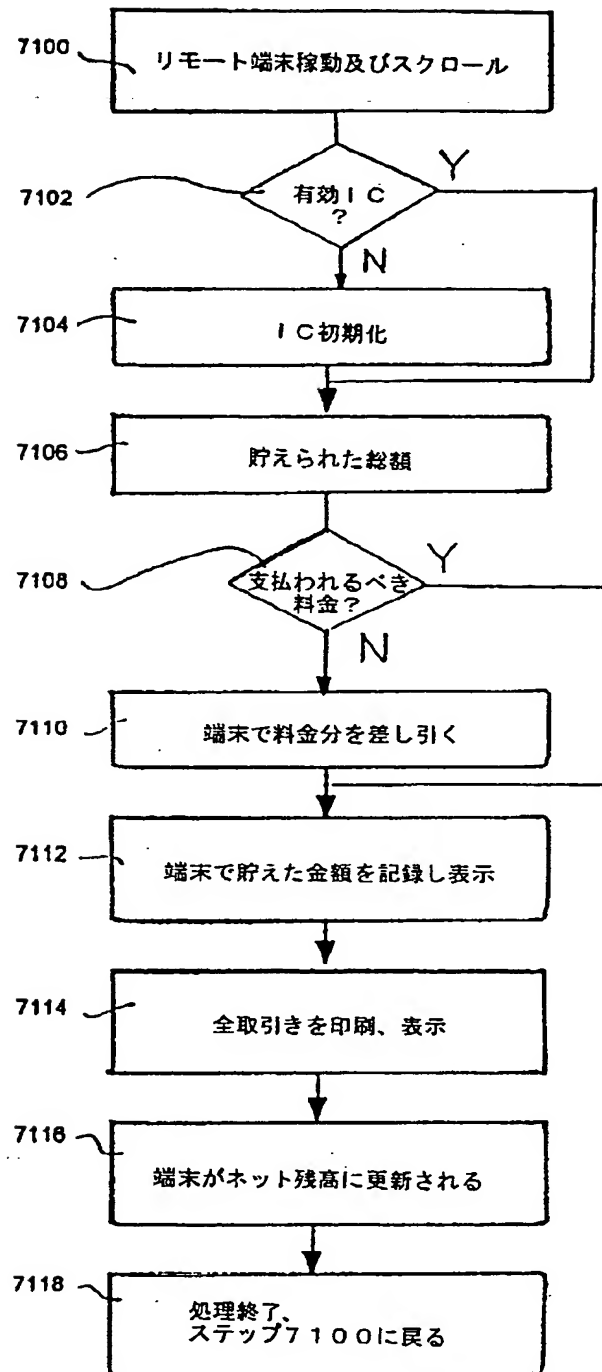 7100
リモート端末稼動及びスクロール
7102
有効IC
?
Y
N
7104
IC初期化
7106
貯えられた総額
7108
支払われるべき
料金?
Y
N
7110
端末で料金分を差し引く
7112
端末で貯えた金額を記録し表示
7114
全取引きを印刷、表示
7116
端末がネット残高に更新される
7118
処理終了、
ステップ7100に戻る